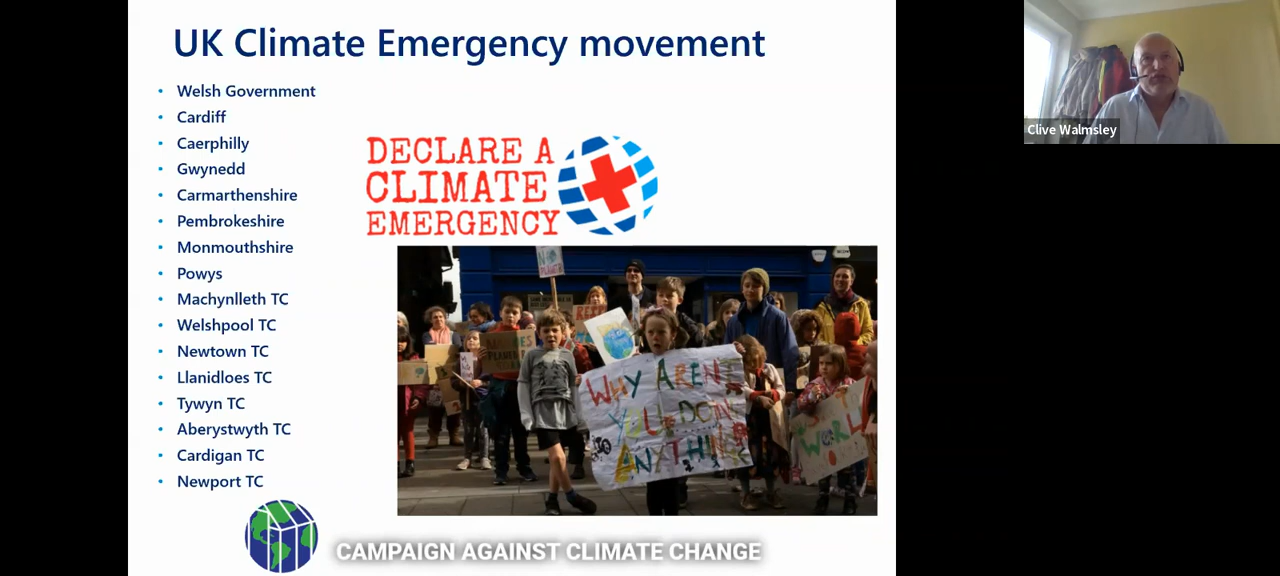 UK Climate Emergency movement
• Welsh Government
• Cardiff
• Caerphilly
• Gwynedd
• Carmarthenshire
• Pembrokeshire
• Monmouthshire
• Powys
• Machynlleth TC
• Welshpool TC
• Newtown TC
• Llanidloes TC
• Tywyn TC
• Aberystwyth TC
• Cardigan TC
• Newport TC
DECLARE A
CLIMATE
EMERGENCY
WHY AREN'T
YOU DOIN
ANYTHING
CAMPAIGN AGAINST CLIMATE CHANGE
Clive Walmsley